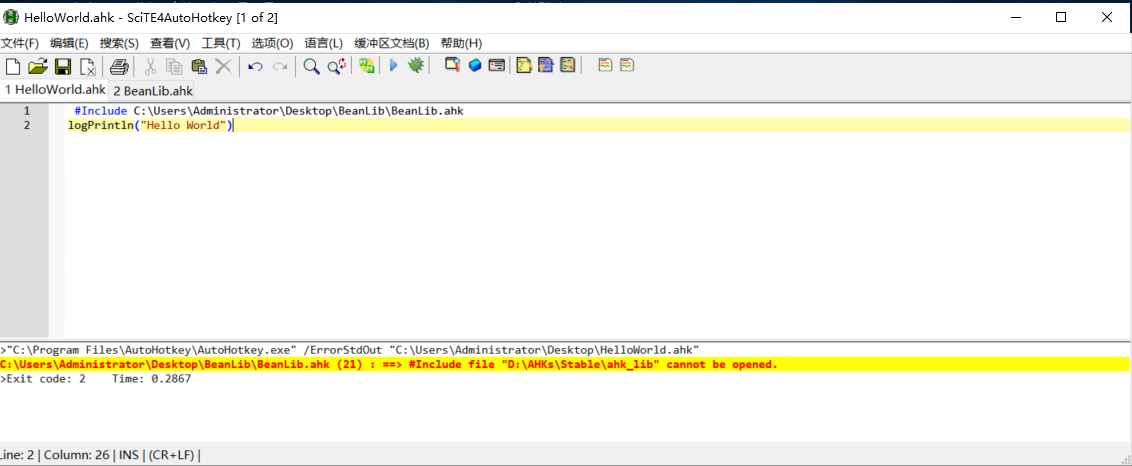 HelloWorld.ahk - SciTE4AutoHotkey [1 of 2]
文件(F) 编辑(E) 搜索(S) 查看(V) 工具(T) 选项(O) 语言(L) 缓冲区文档(B) 帮助(H)
1 HelloWorld.ahk 2 BeanLib.ahk
1 #Include C:\Users\Administrator\Desktop\BeanLib\BeanLib.ahk
2 logPrintln("Hello World")
>"C:\Program Files\AutoHotkey\AutoHotkey.exe" /ErrorStdOut "C:\Users\Administrator\Desktop\HelloWorld.ahk"
C:\Users\Administrator\Desktop\BeanLib\BeanLib.ahk (21) : ==> #Include file "D:\AHKs\Stable\ahk_lib" cannot be opened.
>Exit code: 2 Time: 0.2867
Line: 2 | Column: 26 | INS | (CR+LF) |